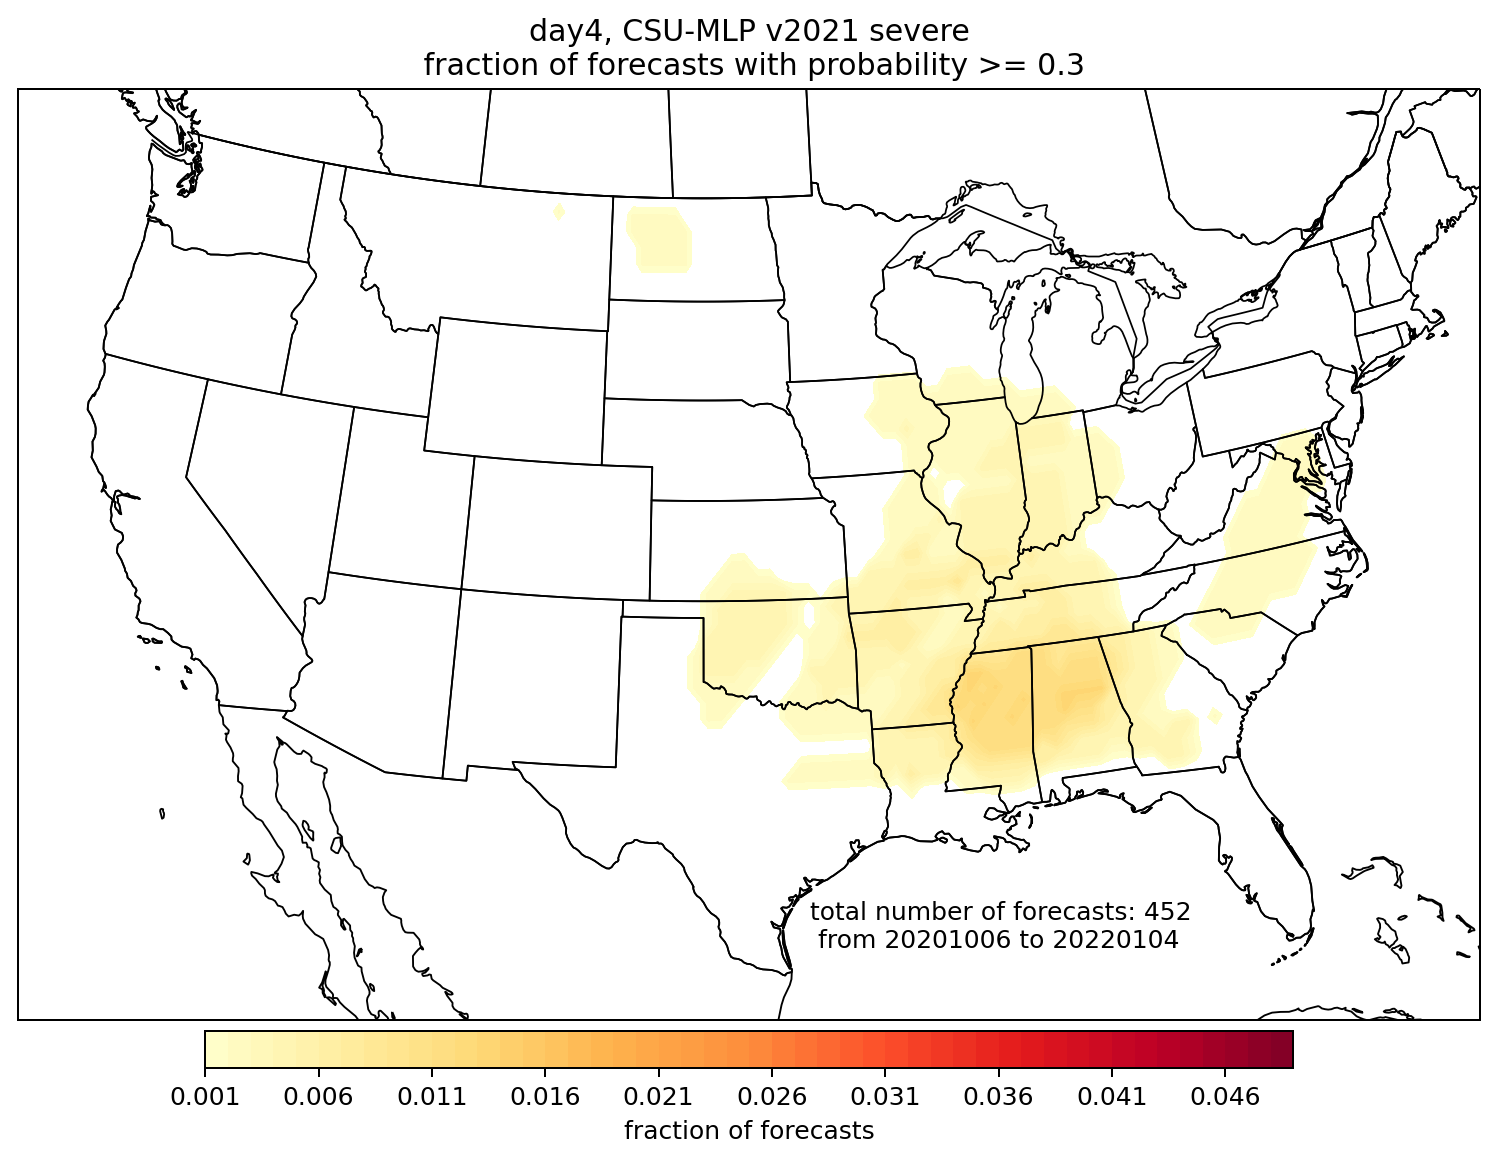 day4, CSU-MLP v2021 severe
fraction of forecasts with probability >= 0.3
total number of forecasts: 452
from 20201006 to 20220104
0.001 0.006 0.011 0.016 0.021 0.026 0.031 0.036 0.041 0.046
fraction of forecasts